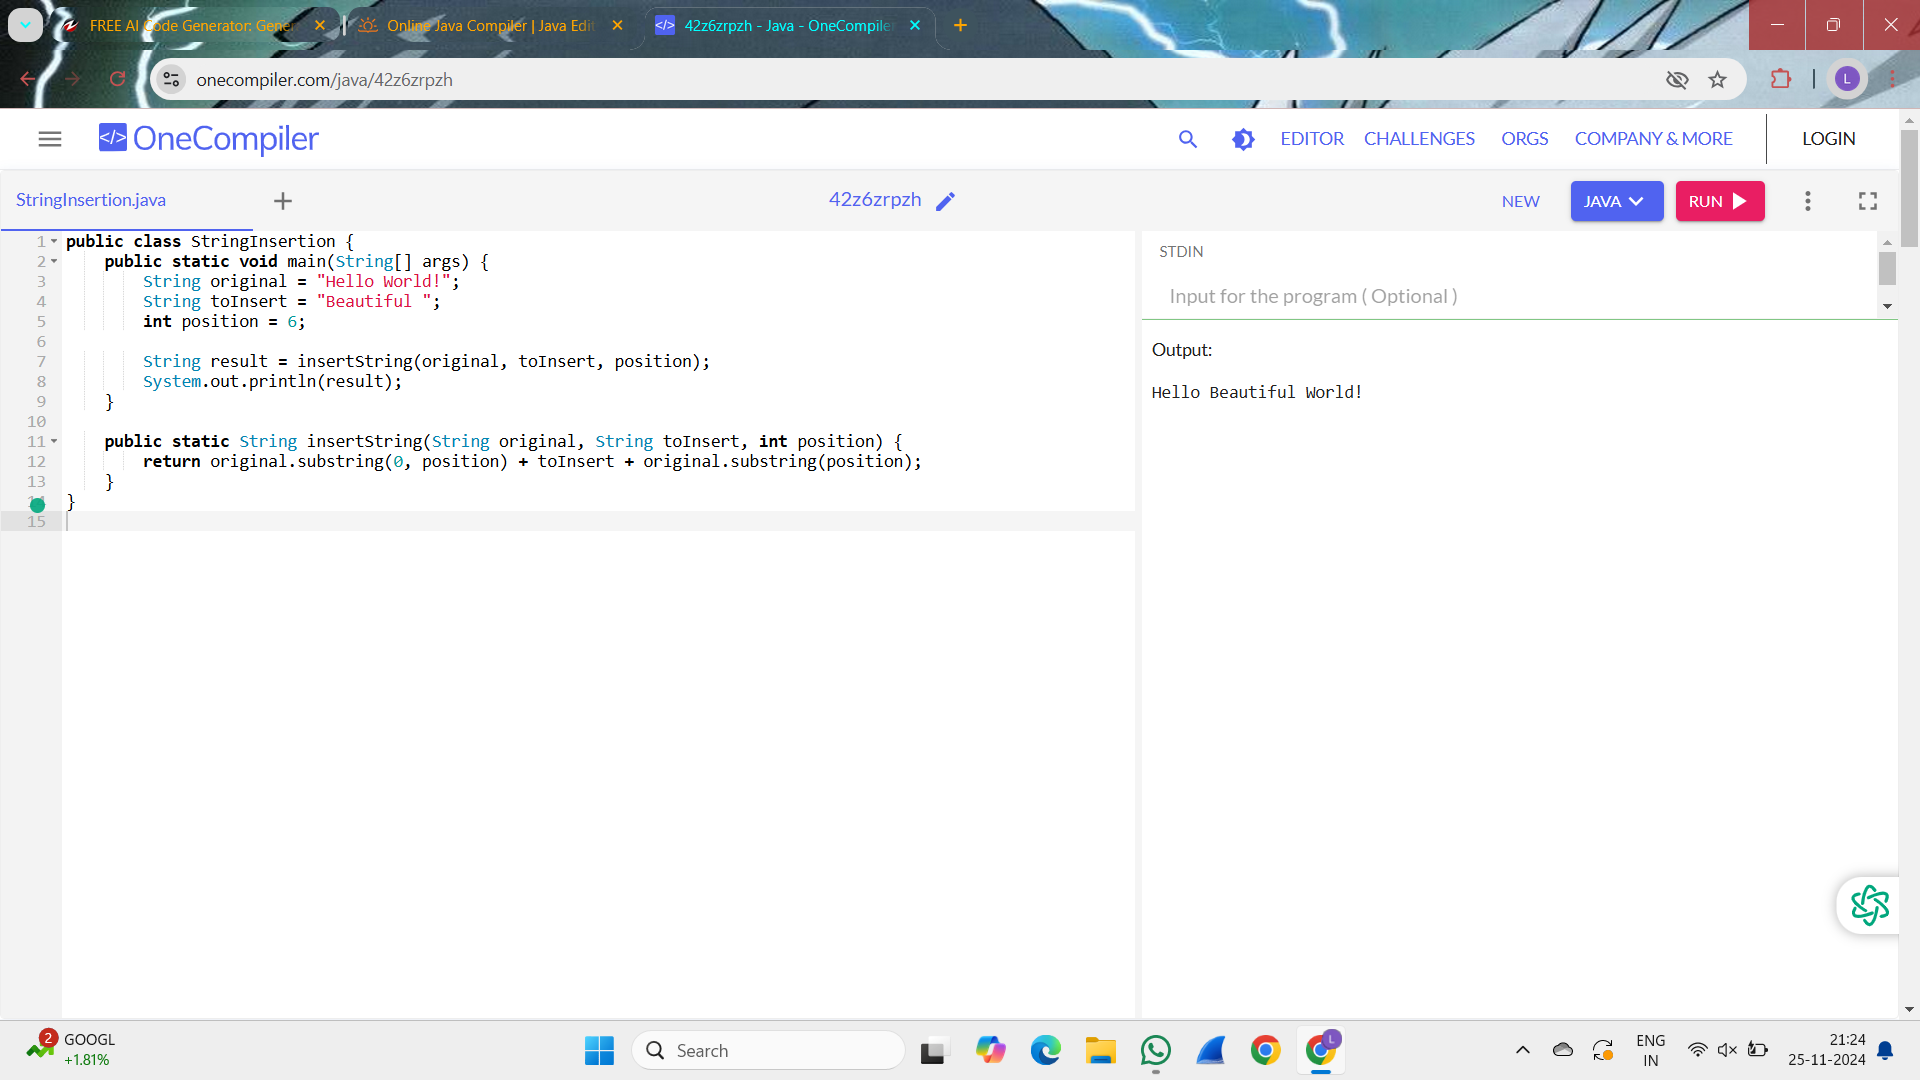 FREE AI Code Generator: Gener
Online Java Compiler | Java Edit
42z6zrpzh - Java - OneCompiler
onecompiler.com/java/42z6zrpzh
L
</> OneCompiler
EDITOR
CHALLENGES
ORGS
COMPANY & MORE
LOGIN
StringInsertion.java
42z6zrpzh
NEW
JAVA
RUN
1 public class StringInsertion {
2     public static void main(String[] args) {
3         String original = "Hello World!";
4         String toInsert = "Beautiful ";
5         int position = 6;
6
7         String result = insertString(original, toInsert, position);
8         System.out.println(result);
9     }
10
11     public static String insertString(String original, String toInsert, int position) {
12         return original.substring(0, position) + toInsert + original.substring(position);
13     }
14 }
15
STDIN
Input for the program ( Optional )
Output:
Hello Beautiful World!
2
GOOGL
+1.81%
Search
L
ENG
IN
21:24
25-11-2024